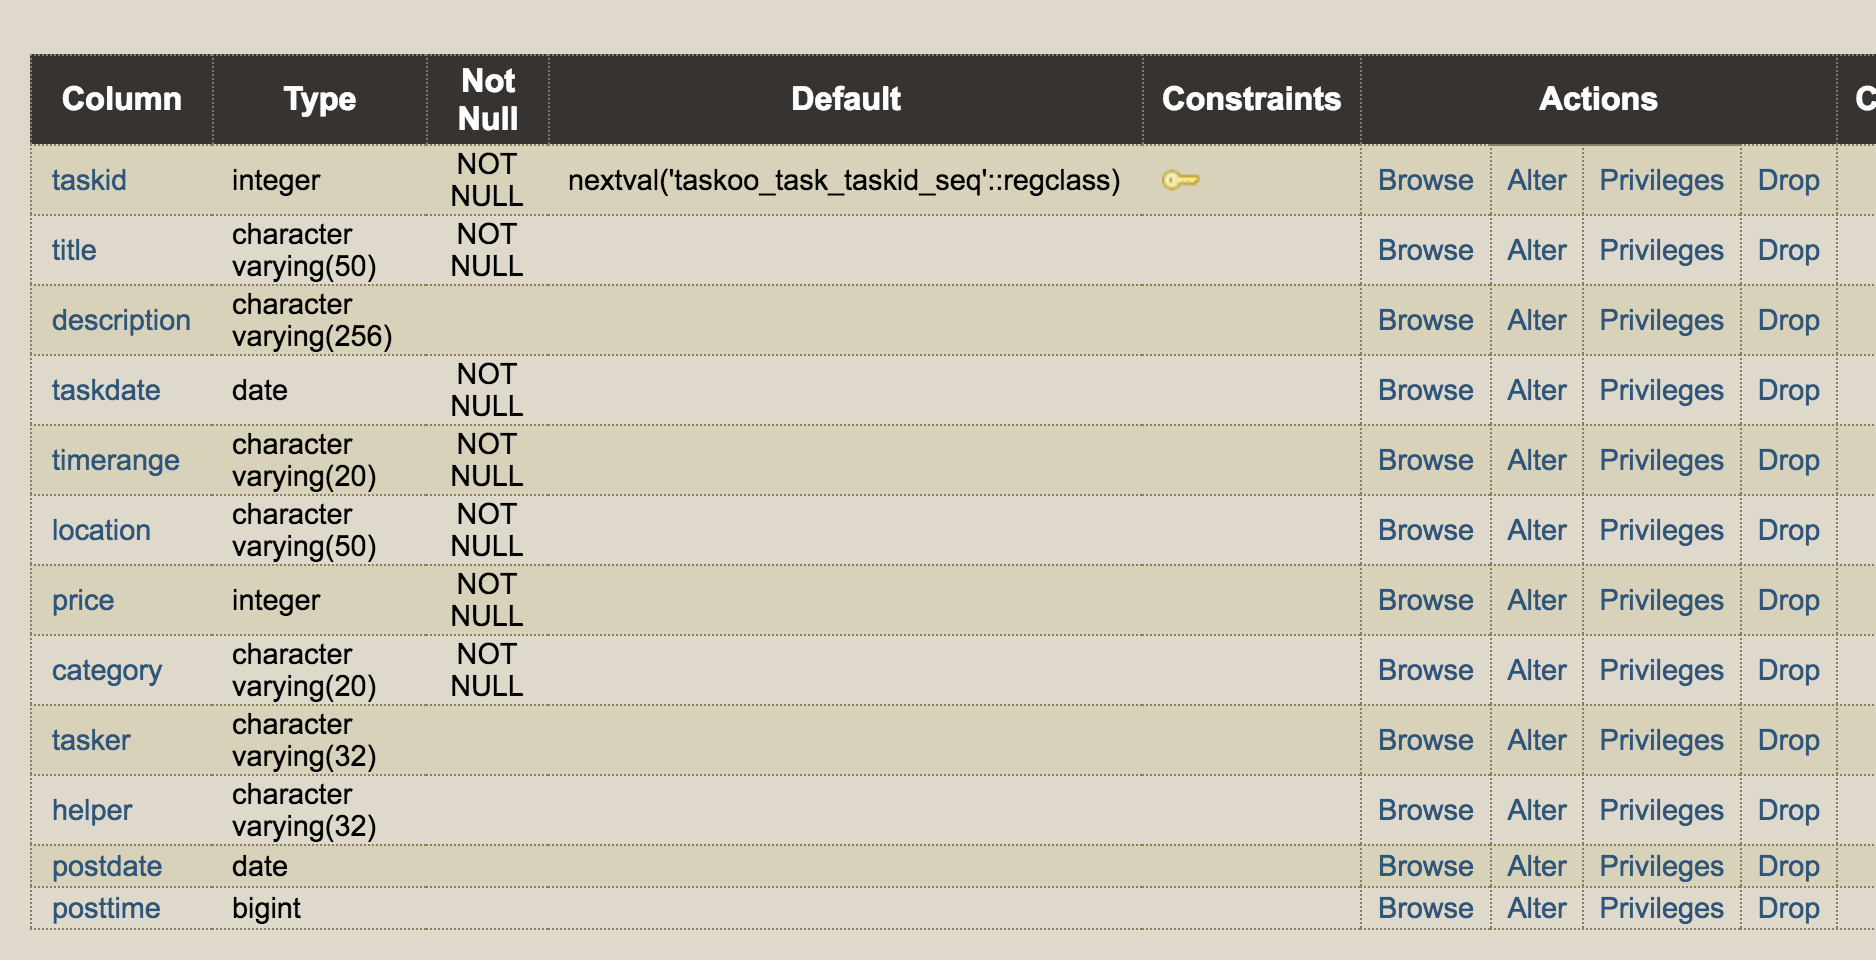 Column Type Not Null Default Constraints Actions C
taskid integer NOT NULL nextval('taskoo_task_taskid_seq'::regclass) Browse Alter Privileges Drop
title character varying(50) NOT NULL Browse Alter Privileges Drop
description character varying(256) Browse Alter Privileges Drop
taskdate date NOT NULL Browse Alter Privileges Drop
timerange character varying(20) NOT NULL Browse Alter Privileges Drop
location character varying(50) NOT NULL Browse Alter Privileges Drop
price integer NOT NULL Browse Alter Privileges Drop
category character varying(20) NOT NULL Browse Alter Privileges Drop
tasker character varying(32) Browse Alter Privileges Drop
helper character varying(32) Browse Alter Privileges Drop
postdate date Browse Alter Privileges Drop
posttime bigint Browse Alter Privileges Drop